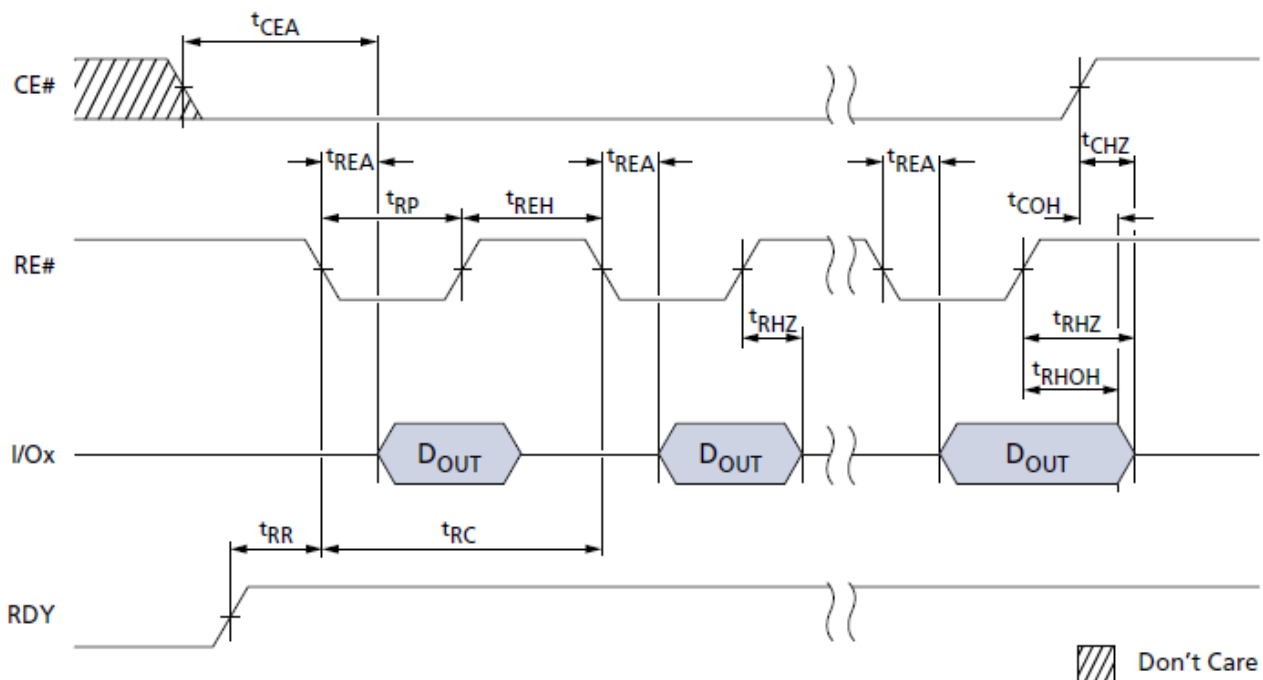 tCEA
CE#
tCHZ
tREA
tREA
tREA
tRP
tREH
tCOH
RE#
tRHZ
tRHZ
tRHOH
I/Ox
DOUT
DOUT
DOUT
tRR
tRC
RDY
Don't Care